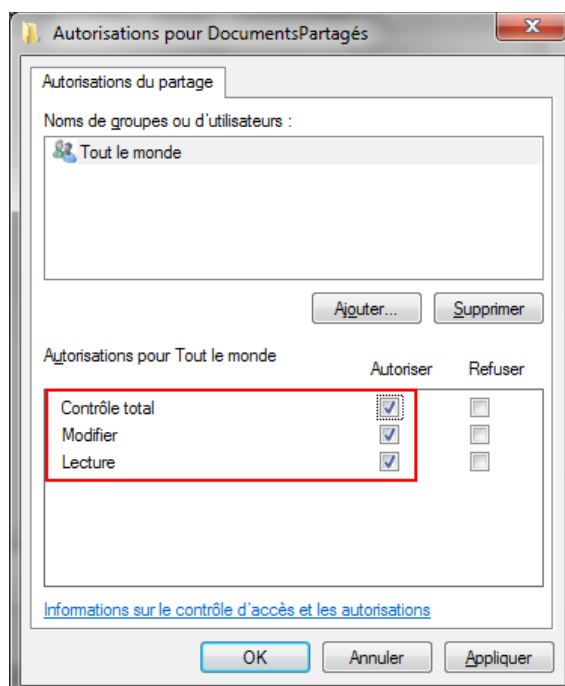 Autorisations pour DocumentsPartagés
Autorisations du partage
Noms de groupes ou d'utilisateurs :
Tout le monde
Ajouter... Supprimer
Autorisations pour Tout le monde Autoriser Refuser
Contrôle total
Modifier
Lecture
Informations sur le contrôle d'accès et les autorisations
OK Annuler Appliquer